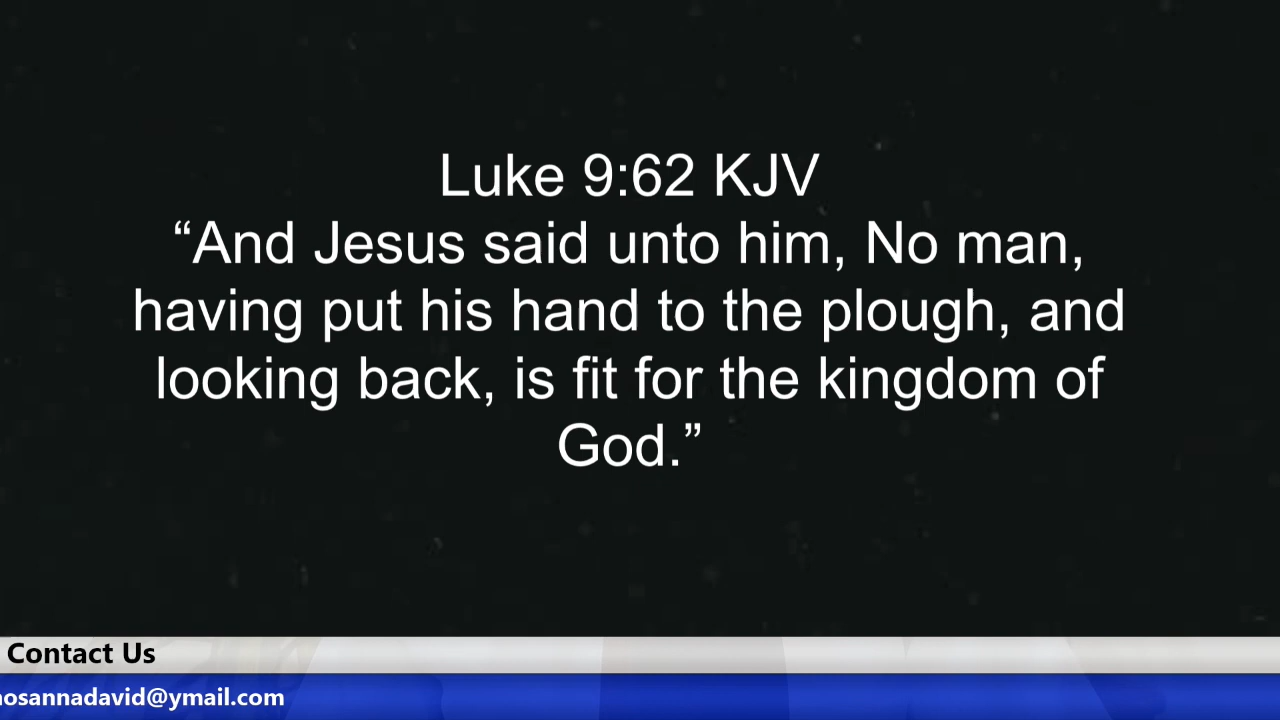 Luke 9:62 KJV
“And Jesus said unto him, No man,
having put his hand to the plough, and
looking back, is fit for the kingdom of
God.”
Contact Us
osannadavid@ymail.com